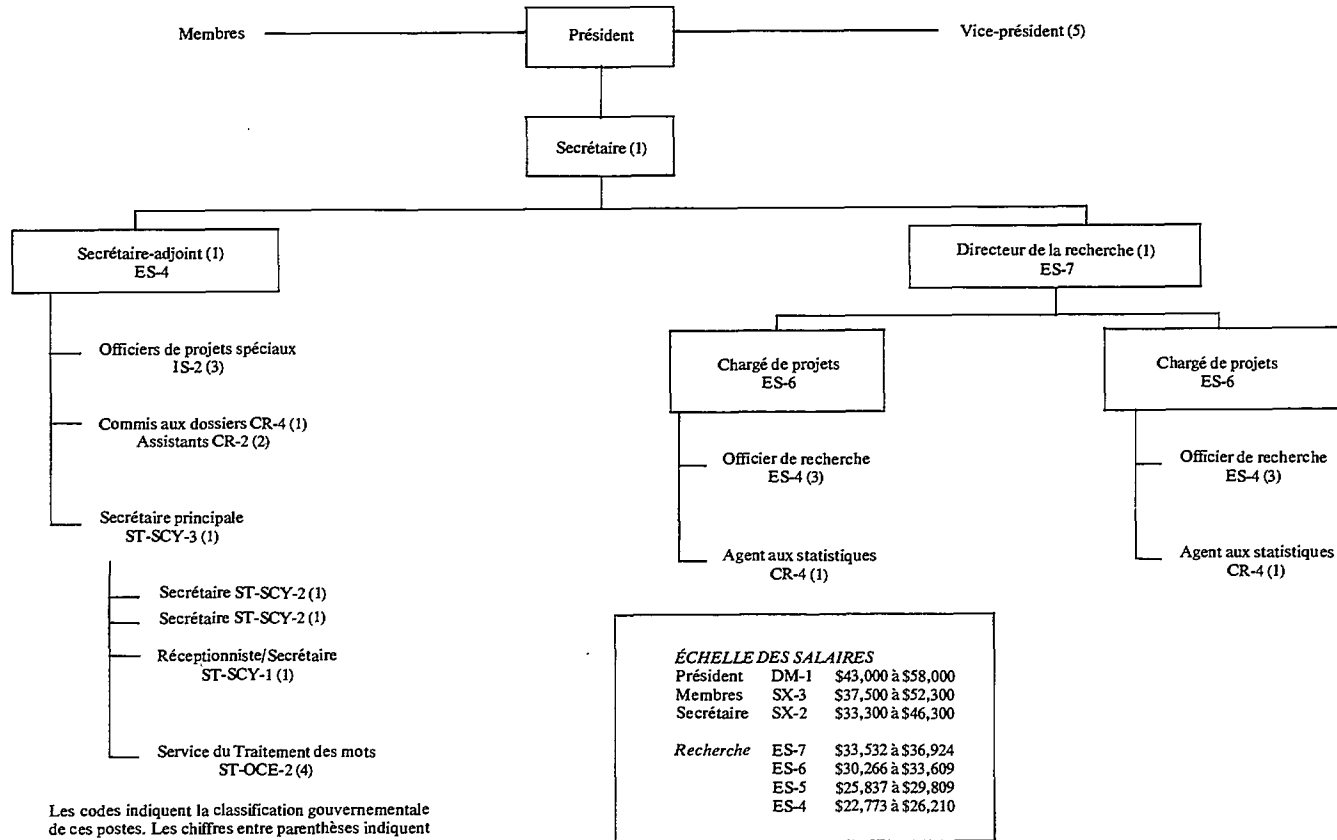 Membres
Président
Vice-président (5)
Secrétaire (1)
Secrétaire-adjoint (1)
ES-4
Directeur de la recherche (1)
ES-7
Officiers de projets spéciaux
IS-2 (3)
Commis aux dossiers CR-4 (1)
Assistants CR-2 (2)
Secrétaire principale
ST-SCY-3 (1)
Secrétaire ST-SCY-2 (1)
Secrétaire ST-SCY-2 (1)
Réceptionniste/Secrétaire
ST-SCY-1 (1)
Service du Traitement des mots
ST-OCE-2 (4)
Chargé de projets
ES-6
Officier de recherche
ES-4 (3)
Agent aux statistiques
CR-4 (1)
Chargé de projets
ES-6
Officier de recherche
ES-4 (3)
Agent aux statistiques
CR-4 (1)
ÉCHELLE DES SALAIRES
Président DM-1 $43,000 à $58,000
Membres SX-3 $37,500 à $52,300
Secrétaire SX-2 $33,300 à $46,300
Recherche ES-7 $33,532 à $36,924
ES-6 $30,266 à $33,609
ES-5 $25,837 à $29,809
ES-4 $22,773 à $26,210
Les codes indiquent la classification gouvernementale
de ces postes. Les chiffres entre parenthèses indiquent